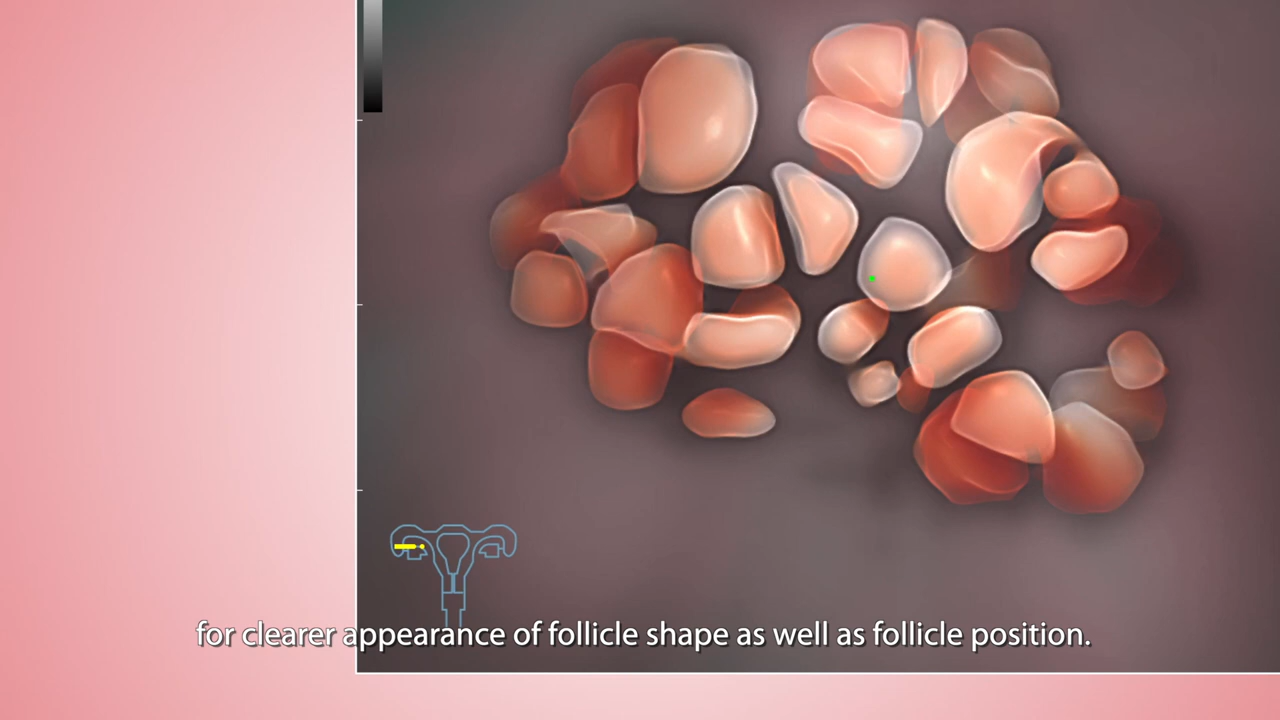 for clearer appearance of follicle shape as well as follicle position.